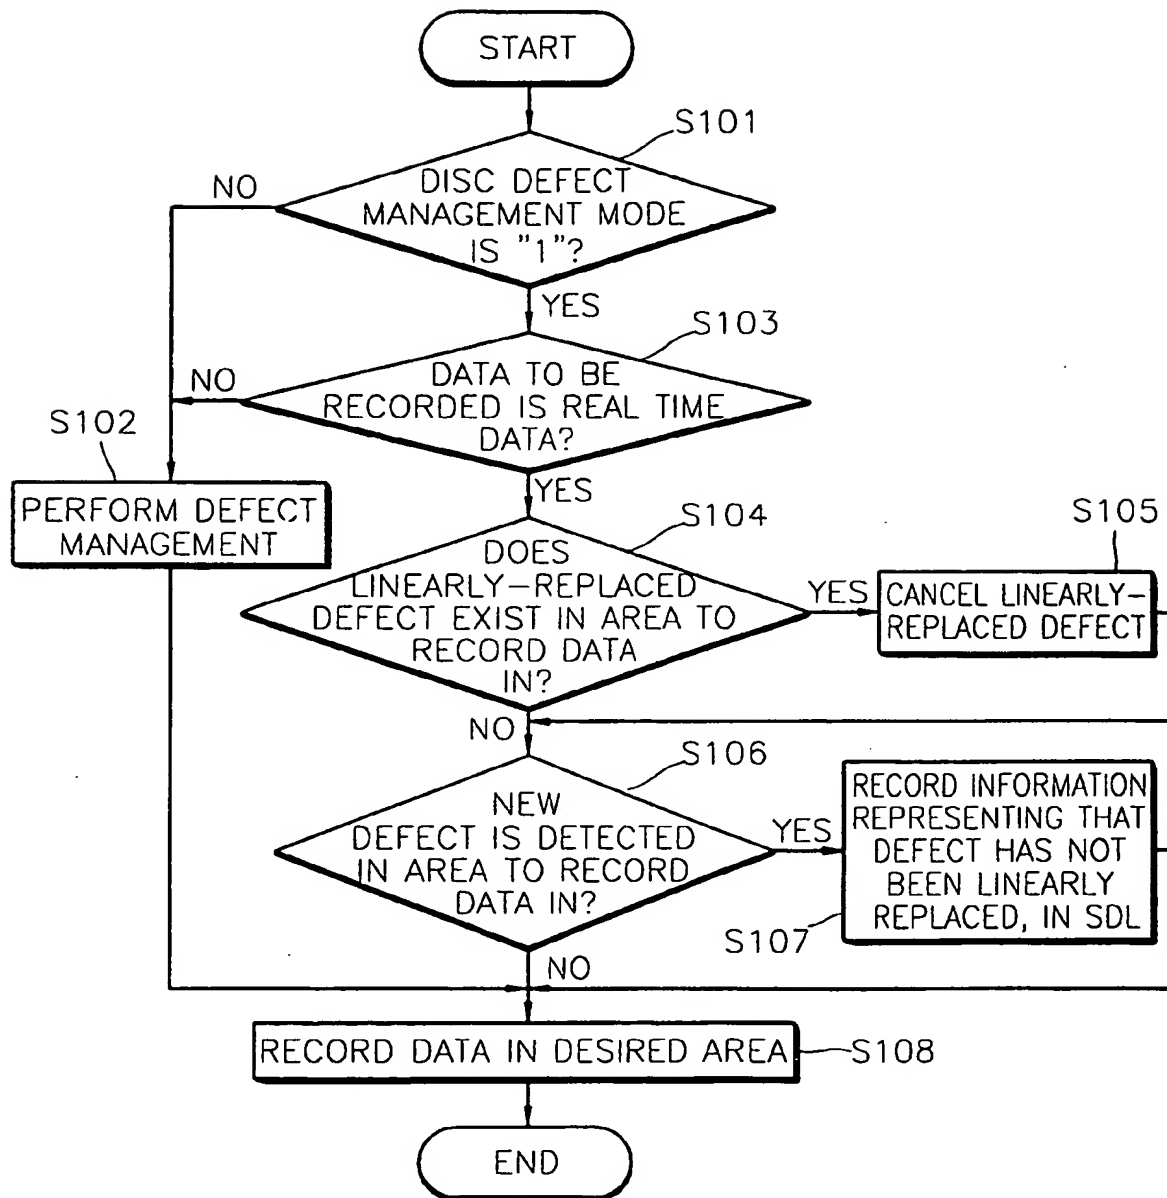 START
S101
NO
DISC DEFECT
MANAGEMENT MODE
IS "1"?
YES
S103
NO
DATA TO BE
RECORDED IS REAL TIME
DATA?
S102
YES
PERFORM DEFECT
MANAGEMENT
S104
S105
DOES
LINEARLY-REPLACED
DEFECT EXIST IN AREA TO
RECORD DATA
IN?
YES
CANCEL LINEARLY-
REPLACED DEFECT
NO
S106
NEW
DEFECT IS DETECTED
IN AREA TO RECORD
DATA IN?
YES
RECORD INFORMATION
REPRESENTING THAT
DEFECT HAS NOT
BEEN LINEARLY
REPLACED, IN SDL
S107
NO
RECORD DATA IN DESIRED AREA
S108
END